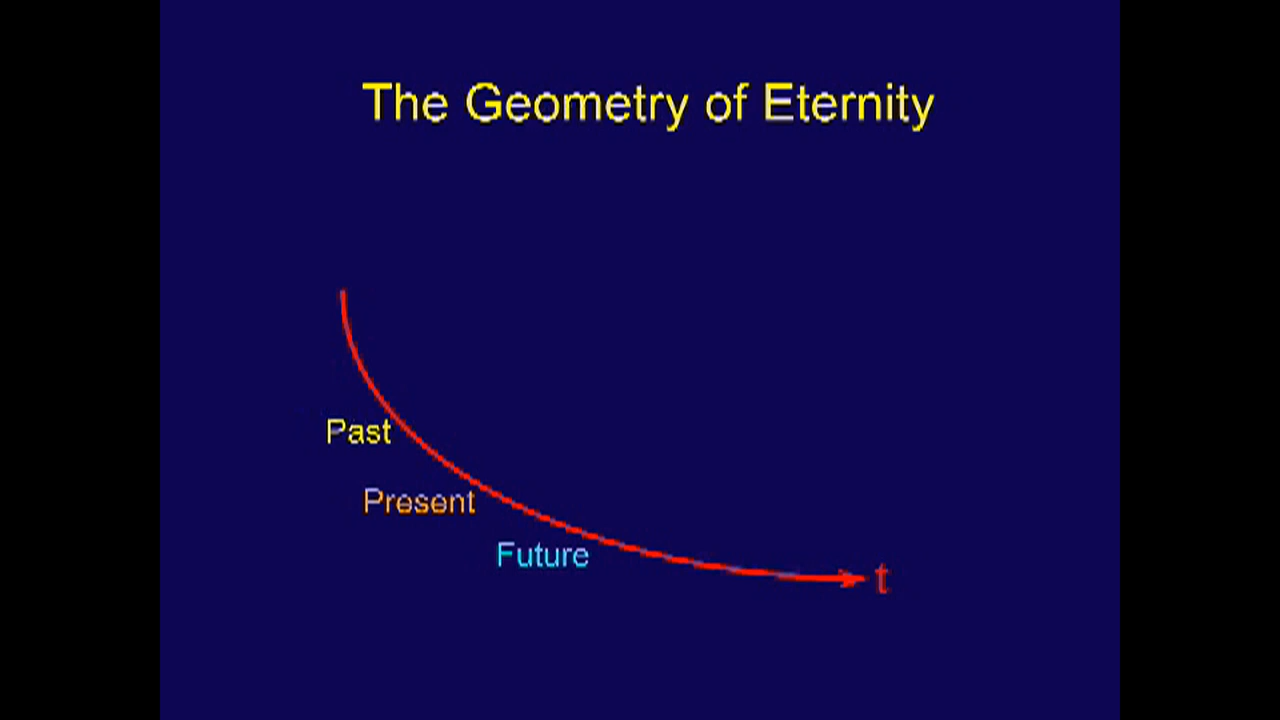 The Geometry of Eternity
Past
Present
Future
t